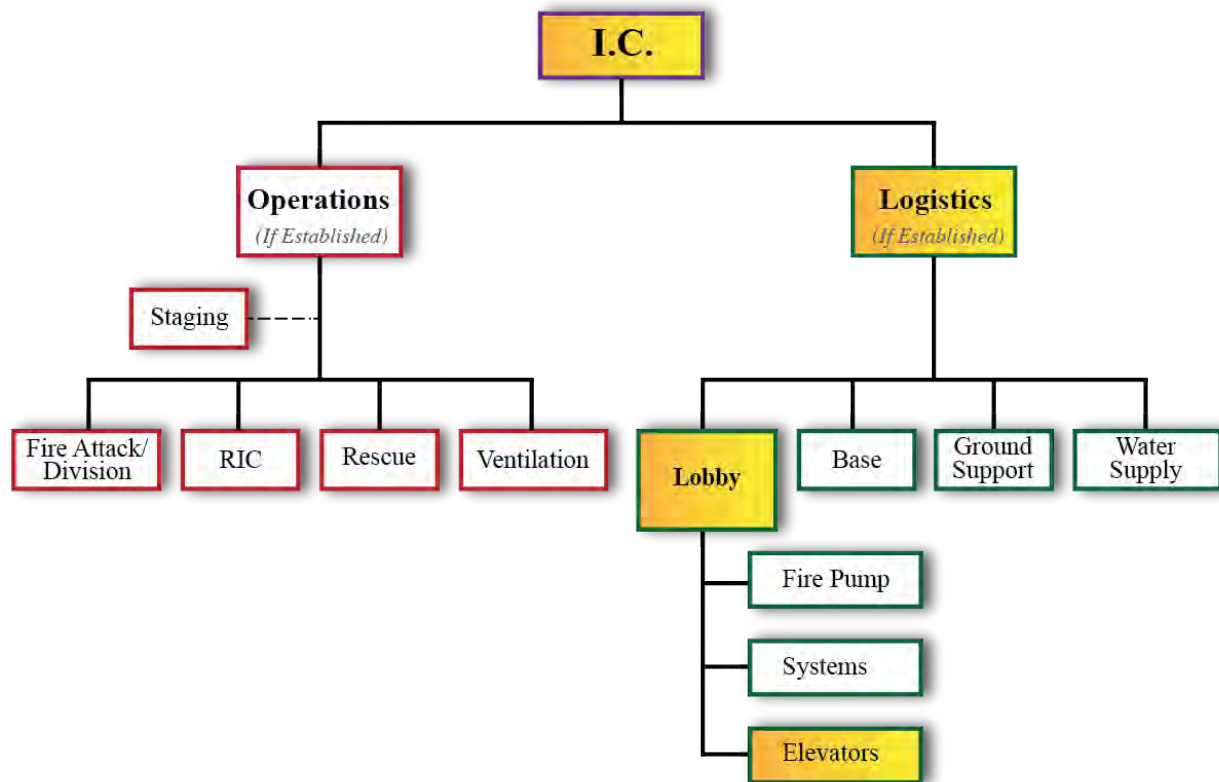 I.C.
Operations
(If Established)
Logistics
(If Established)
Staging
Fire Attack/
Division
RIC
Rescue
Ventilation
Lobby
Base
Ground
Support
Water
Supply
Fire Pump
Systems
Elevators